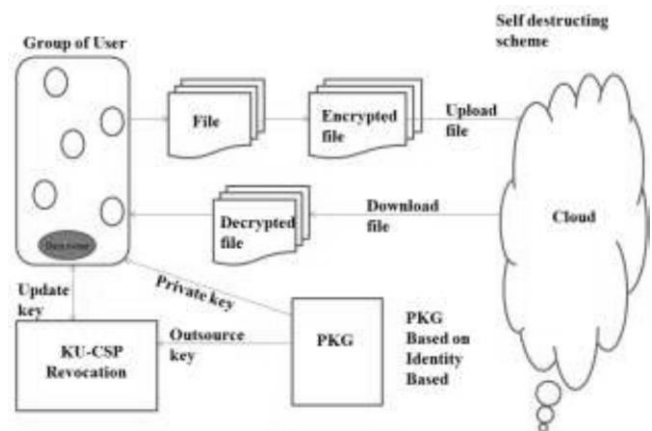 Group of User
Self destructing
scheme
File
Encrypted
file
Upload
file
Decrypted
file
Download
file
Cloud
Update
key
Private key
KU-CSP
Revocation
Outsource
key
PKG
PKG
Based on
Identity
Based